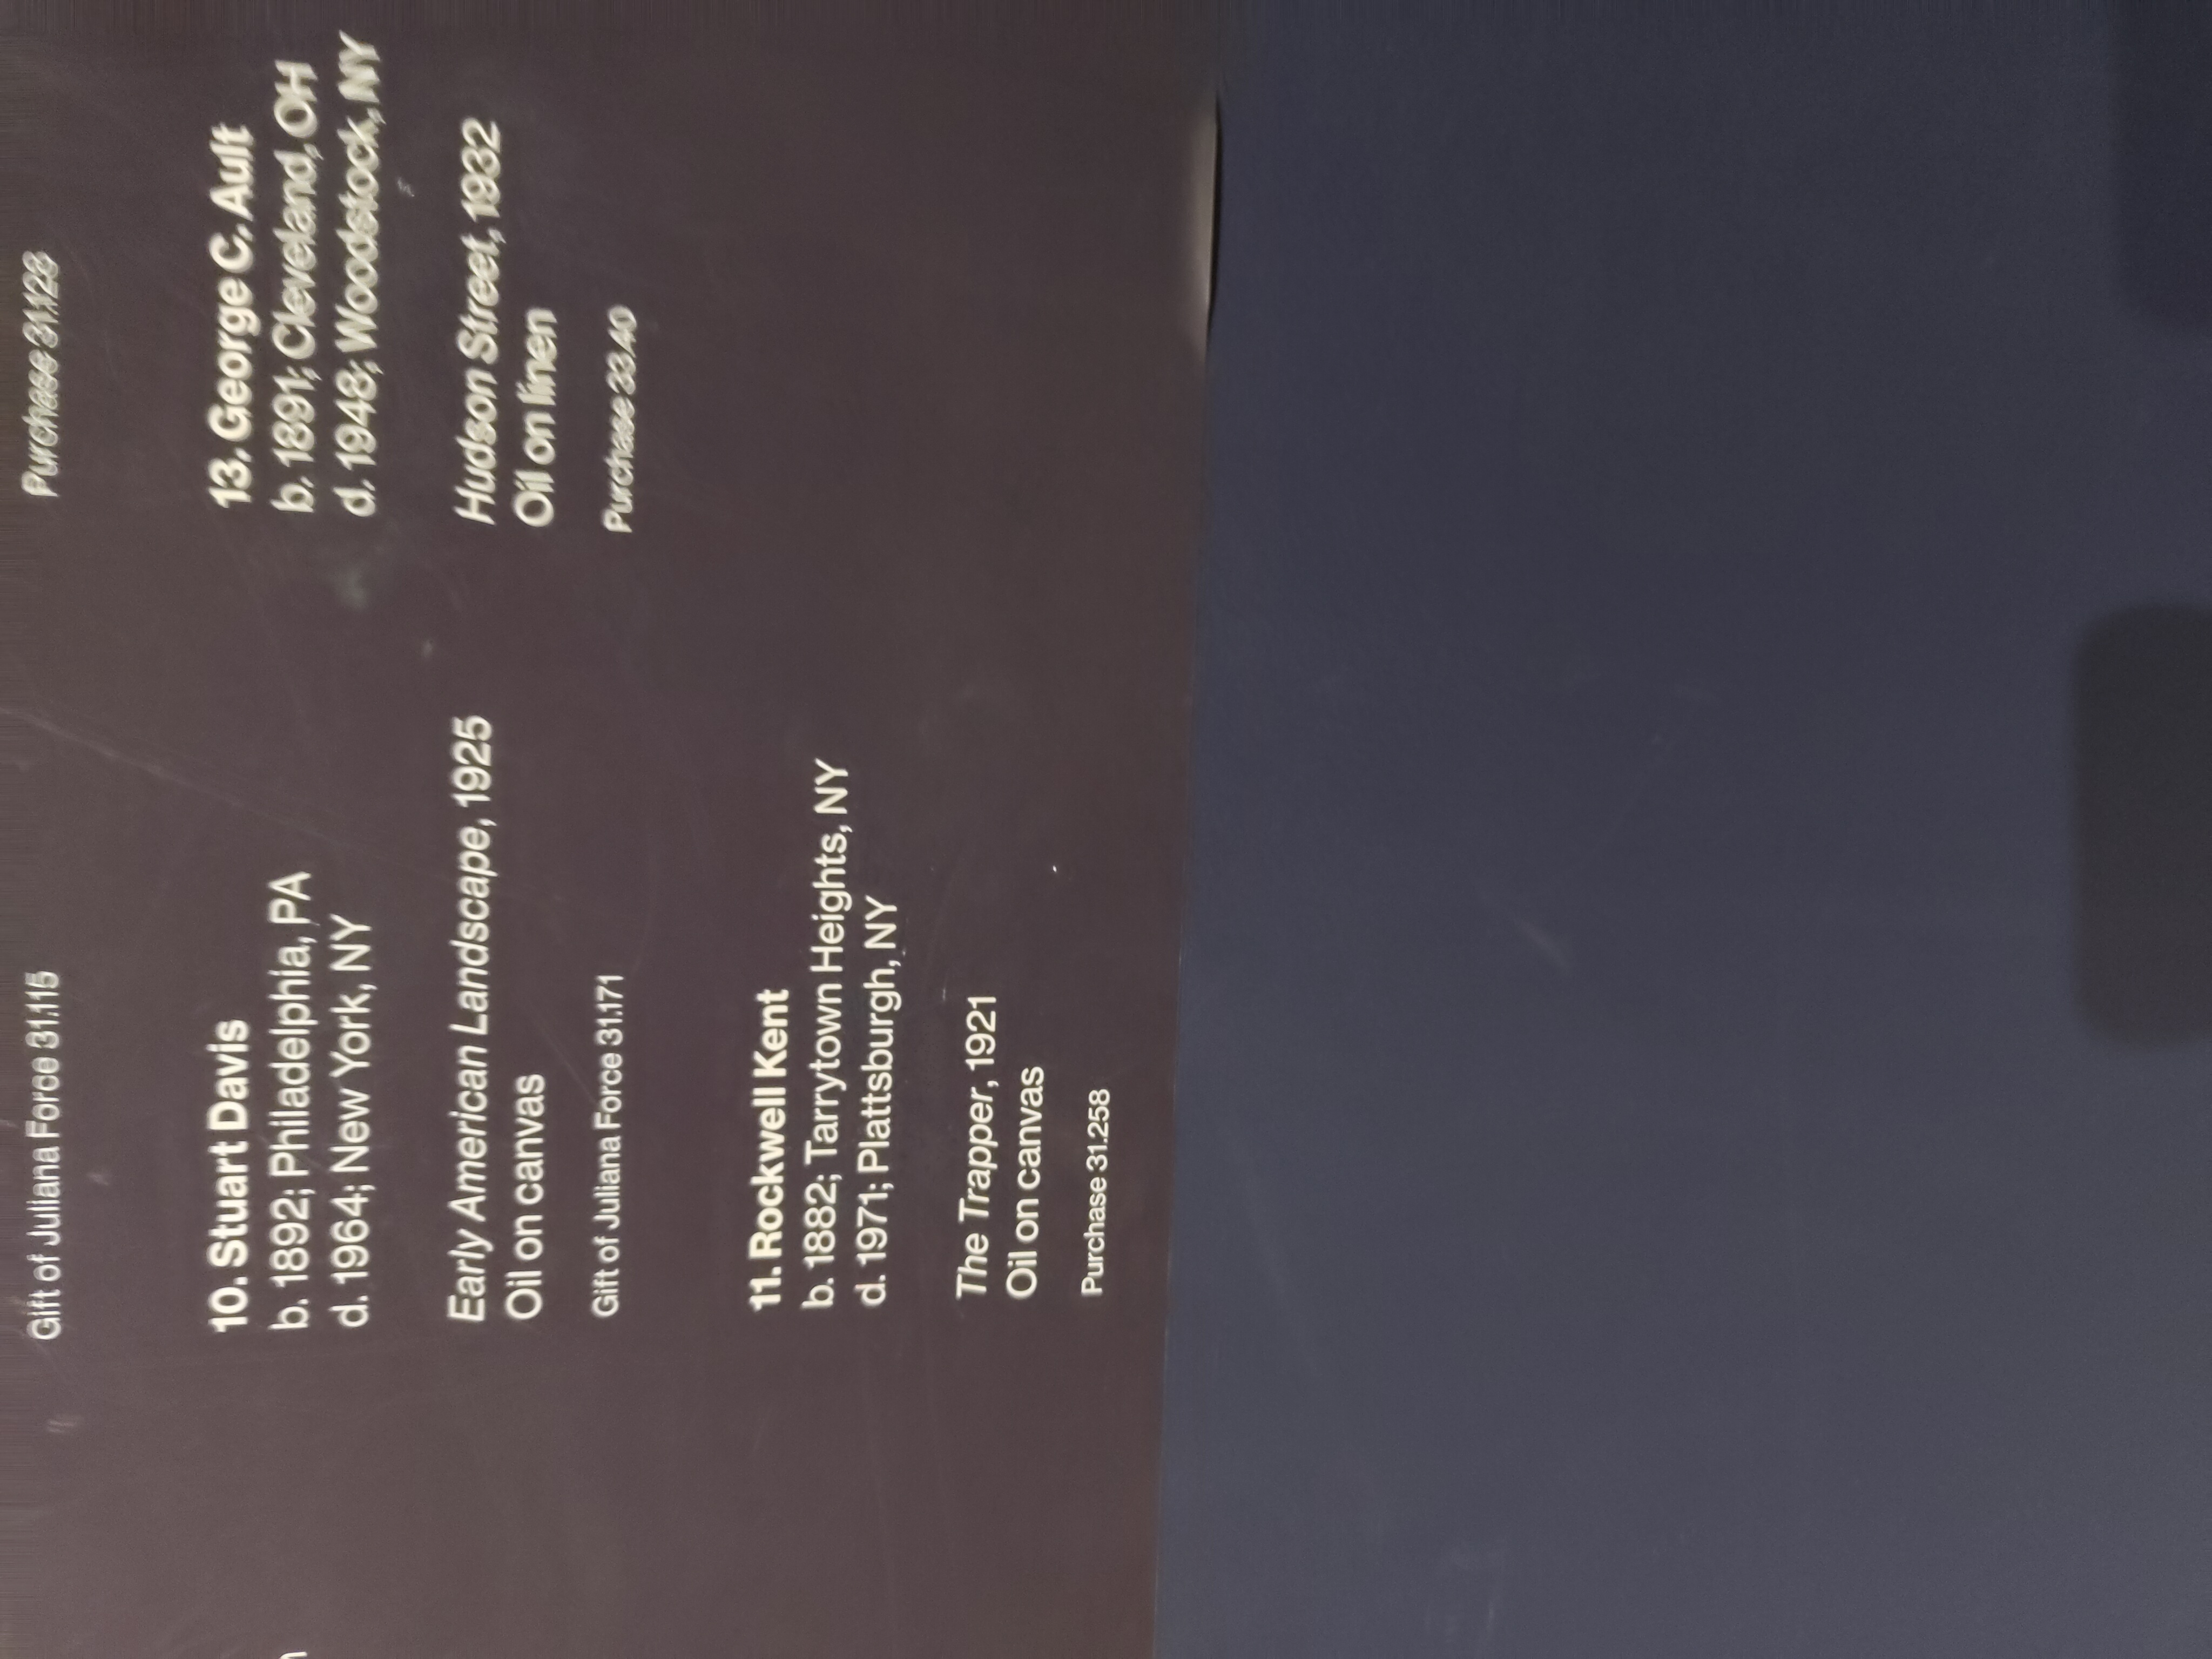 Gift of Juliana Force 31.115
10. Stuart Davis
b. 1892; Philadelphia, PA
d. 1964; New York, NY
Early American Landscape, 1925
Oil on canvas
Gift of Juliana Force 31.171
11. Rockwell Kent
b. 1882; Tarrytown Heights, NY
d. 1971; Plattsburgh, NY
The Trapper, 1921
Oil on canvas
Purchase 31.258
Purchase 31.128
13. George C. Ault
b. 1891; Cleveland, OH
d. 1948; Woodstock, NY
Hudson Street, 1932
Oil on linen
Purchase 33.40